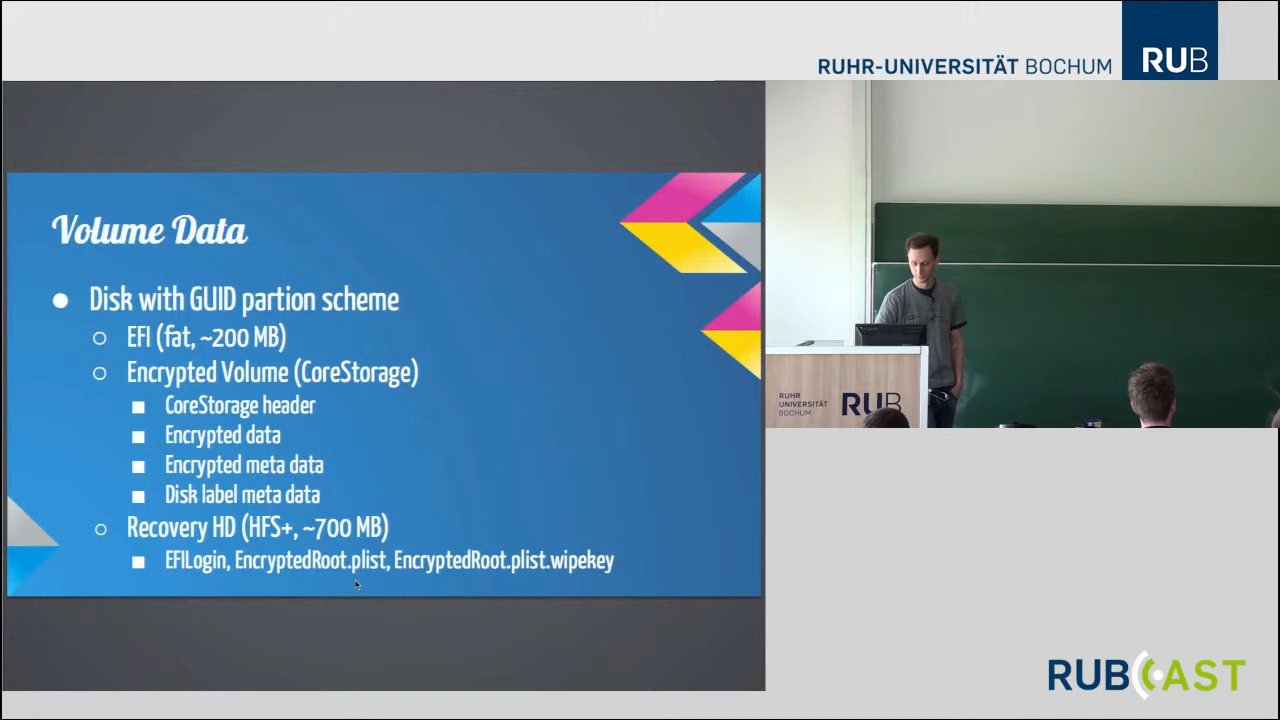 RUHR-UNIVERSITÄT BOCHUM
RUB
Volume Data
Disk with GUID partion scheme
EFI (fat, ~200 MB)
Encrypted Volume (CoreStorage)
CoreStorage header
Encrypted data
Encrypted meta data
Disk label meta data
Recovery HD (HFS+, ~700 MB)
EFILogin, EncryptedRoot.plist, EncryptedRoot.plist.wipekey
RUHR
UNIVERSITÄT
BOCHUM
RUB
RUBCAST